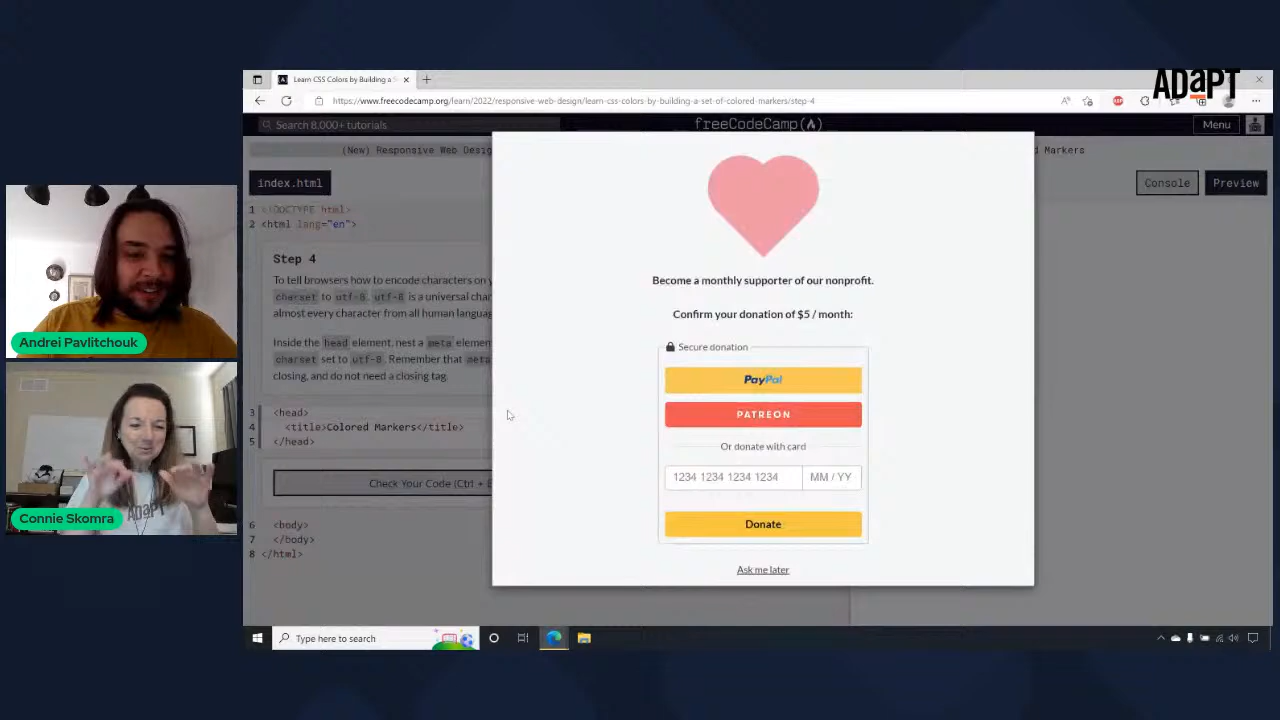 ADAPT
Learn CSS Colors by Building a S
https://www.freecodecamp.org/learn/2022/responsive-web-design/learn-css-colors-by-building-a-set-of-colored-markers/step-4
Search 8,000+ tutorials
freeCodeCamp
Menu
(New) Responsive Web Desig
d Markers
index.html
Console
Preview
1 <!DOCTYPE html>
2 <html lang="en">
Step 4
To tell browsers how to encode characters on y
charset to utf-8. utf-8 is a universal char
almost every character from all human languag
Inside the head element, nest a meta elemen
charset set to utf-8. Remember that meta
closing, and do not need a closing tag.
3 <head>
4 <title>Colored Markers</title>
5 </head>
Check Your Code (Ctrl + E
6 <body>
7 </body>
8 </html>
Become a monthly supporter of our nonprofit.
Confirm your donation of $5 / month:
Secure donation
PayPal
PATREON
Or donate with card
1234 1234 1234 1234 MM / YY
Donate
Ask me later
Andrei Pavlitchouk
ADAPT
Connie Skomra
Type here to search